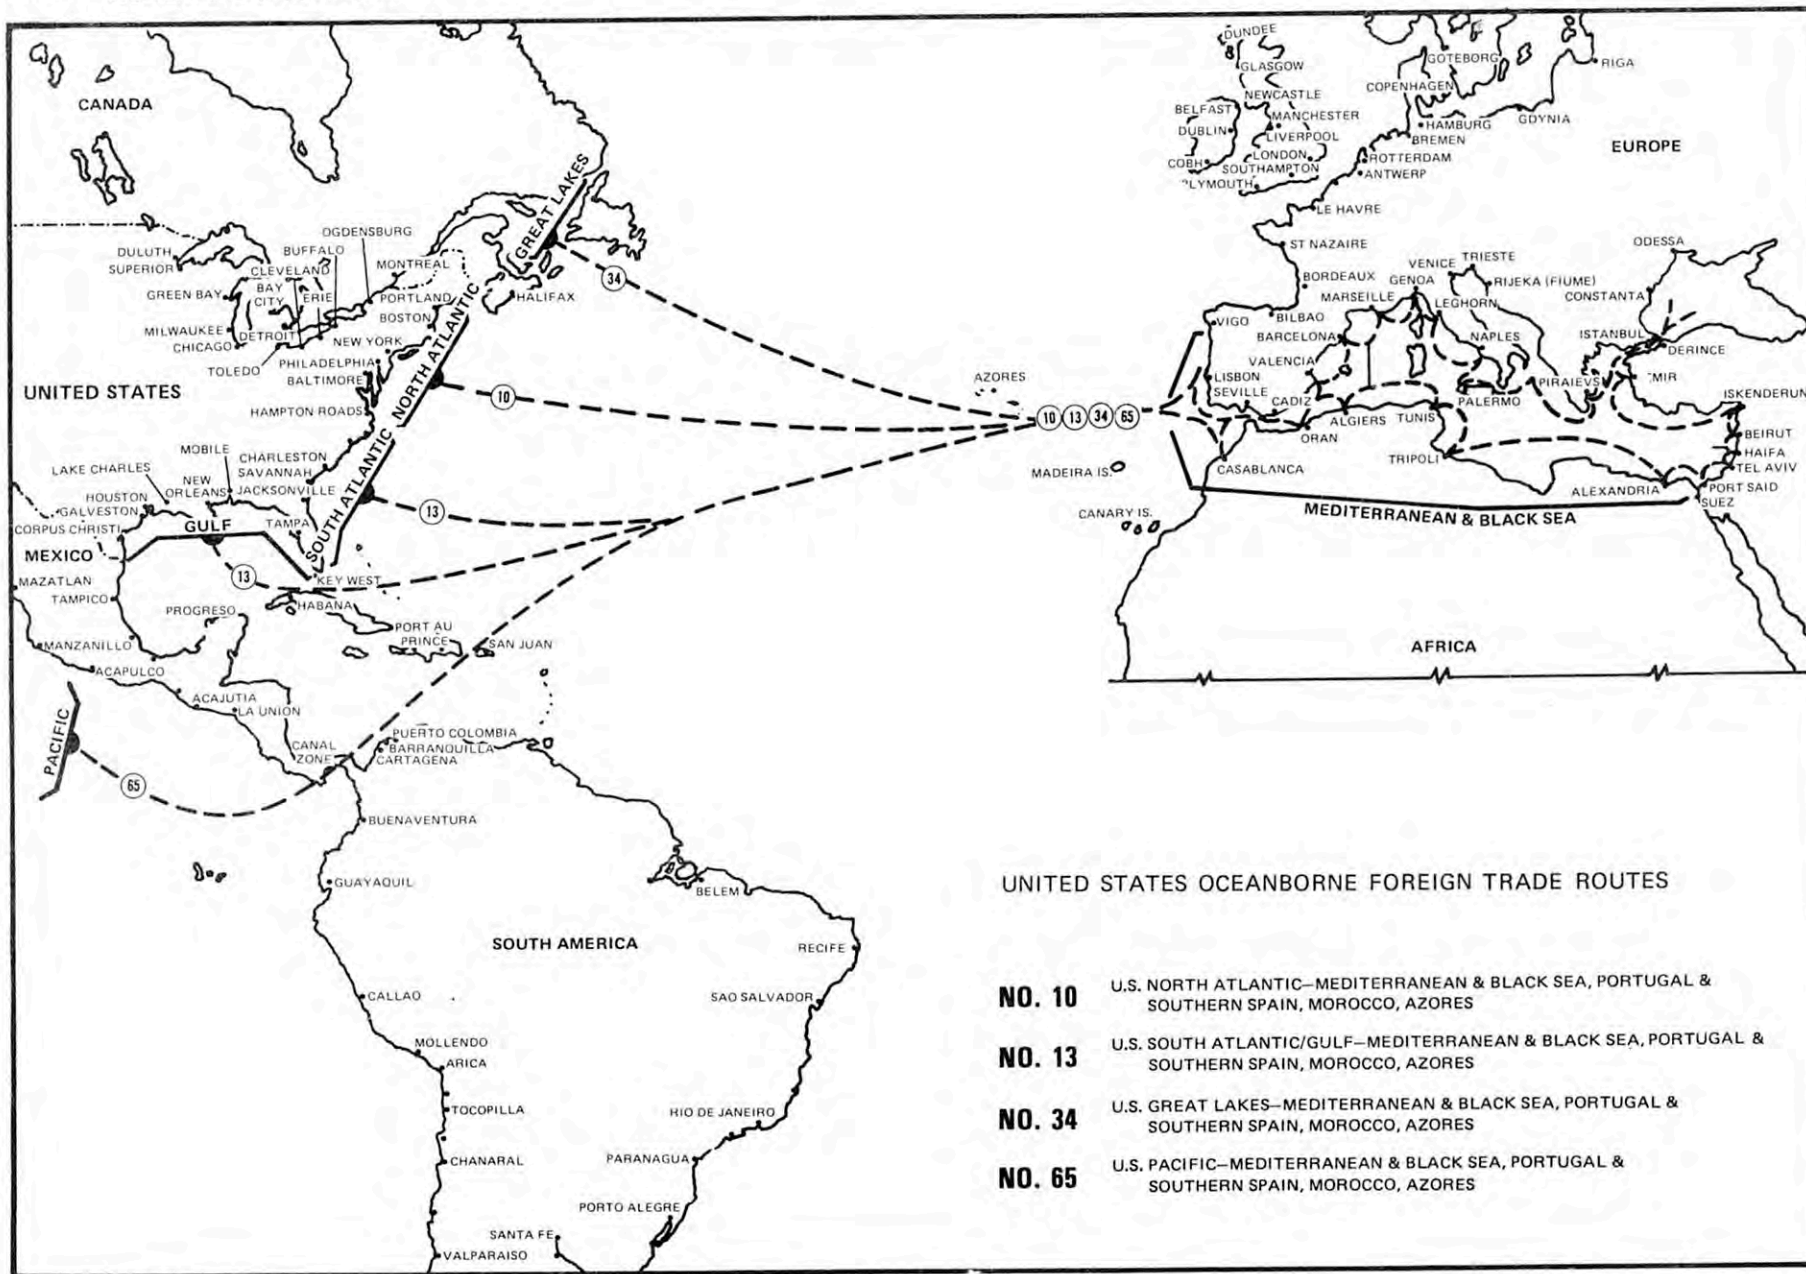 CANADA
GREAT LAKES
OGDENSBURG
BUFFALO
DULUTH
SUPERIOR
CLEVELAND
BAY
CITY
ERIE
MONTREAL
GREEN BAY
PORTLAND
BOSTON
HALIFAX
MILWAUKEE
DETROIT
CHICAGO
NEW YORK
TOLEDO
PHILADELPHIA
BALTIMORE
NORTH ATLANTIC
UNITED STATES
HAMPTON ROADS
MOBILE
LAKE CHARLES
CHARLESTON
SAVANNAH
NEW
ORLEANS
JACKSONVILLE
HOUSTON
GALVESTON
SOUTH ATLANTIC
CORPUS CHRISTI
GULF
TAMPA
MEXICO
KEY WEST
MAZATLAN
TAMPICO
PROGRESO
HABANA
PORT AU
PRINCE
SAN JUAN
MANZANILLO
ACAPULCO
ACAJUTIA
LA UNION
PACIFIC
CANAL
ZONE
PUERTO COLOMBIA
BARRANQUILLA
CARTAGENA
BUENAVENTURA
GUAYAQUIL
BELEM
SOUTH AMERICA
RECIFE
CALLAO
SAO SALVADOR
MOLLENDO
ARICA
TOCOPILLA
RIO DE JANEIRO
CHANARAL
PARANAGUA
PORTO ALEGRE
SANTA FE
VALPARAISO
34
10
13
13
65
10 13 34 65
AZORES
MADEIRA IS.
CANARY IS.
DUNDEE
GLASGOW
NEWCASTLE
BELFAST
MANCHESTER
DUBLIN
LIVERPOOL
COBH
LONDON
SOUTHAMPTON
PLYMOUTH
GOTEBORG
RIGA
COPENHAGEN
HAMBURG
GDYNIA
BREMEN
EUROPE
ROTTERDAM
ANTWERP
LE HAVRE
ST NAZAIRE
BORDEAUX
VENICE
TRIESTE
ODESSA
GENOA
RIJEKA (FIUME)
MARSEILLE
LEGHORN
CONSTANTA
VIGO
BILBAO
BARCELONA
NAPLES
ISTANBUL
DERINCE
VALENCIA
LISBON
SEVILLE
PIRAIEVS
MIR
CADIZ
PALERMO
ISKENDERUN
ALGIERS
TUNIS
ORAN
BEIRUT
HAIFA
TEL AVIV
CASABLANCA
TRIPOLI
ALEXANDRIA
PORT SAID
SUEZ
MEDITERRANEAN & BLACK SEA
AFRICA
UNITED STATES OCEANBORNE FOREIGN TRADE ROUTES
NO. 10 U.S. NORTH ATLANTIC–MEDITERRANEAN & BLACK SEA, PORTUGAL &
SOUTHERN SPAIN, MOROCCO, AZORES
NO. 13 U.S. SOUTH ATLANTIC/GULF–MEDITERRANEAN & BLACK SEA, PORTUGAL &
SOUTHERN SPAIN, MOROCCO, AZORES
NO. 34 U.S. GREAT LAKES–MEDITERRANEAN & BLACK SEA, PORTUGAL &
SOUTHERN SPAIN, MOROCCO, AZORES
NO. 65 U.S. PACIFIC–MEDITERRANEAN & BLACK SEA, PORTUGAL &
SOUTHERN SPAIN, MOROCCO, AZORES